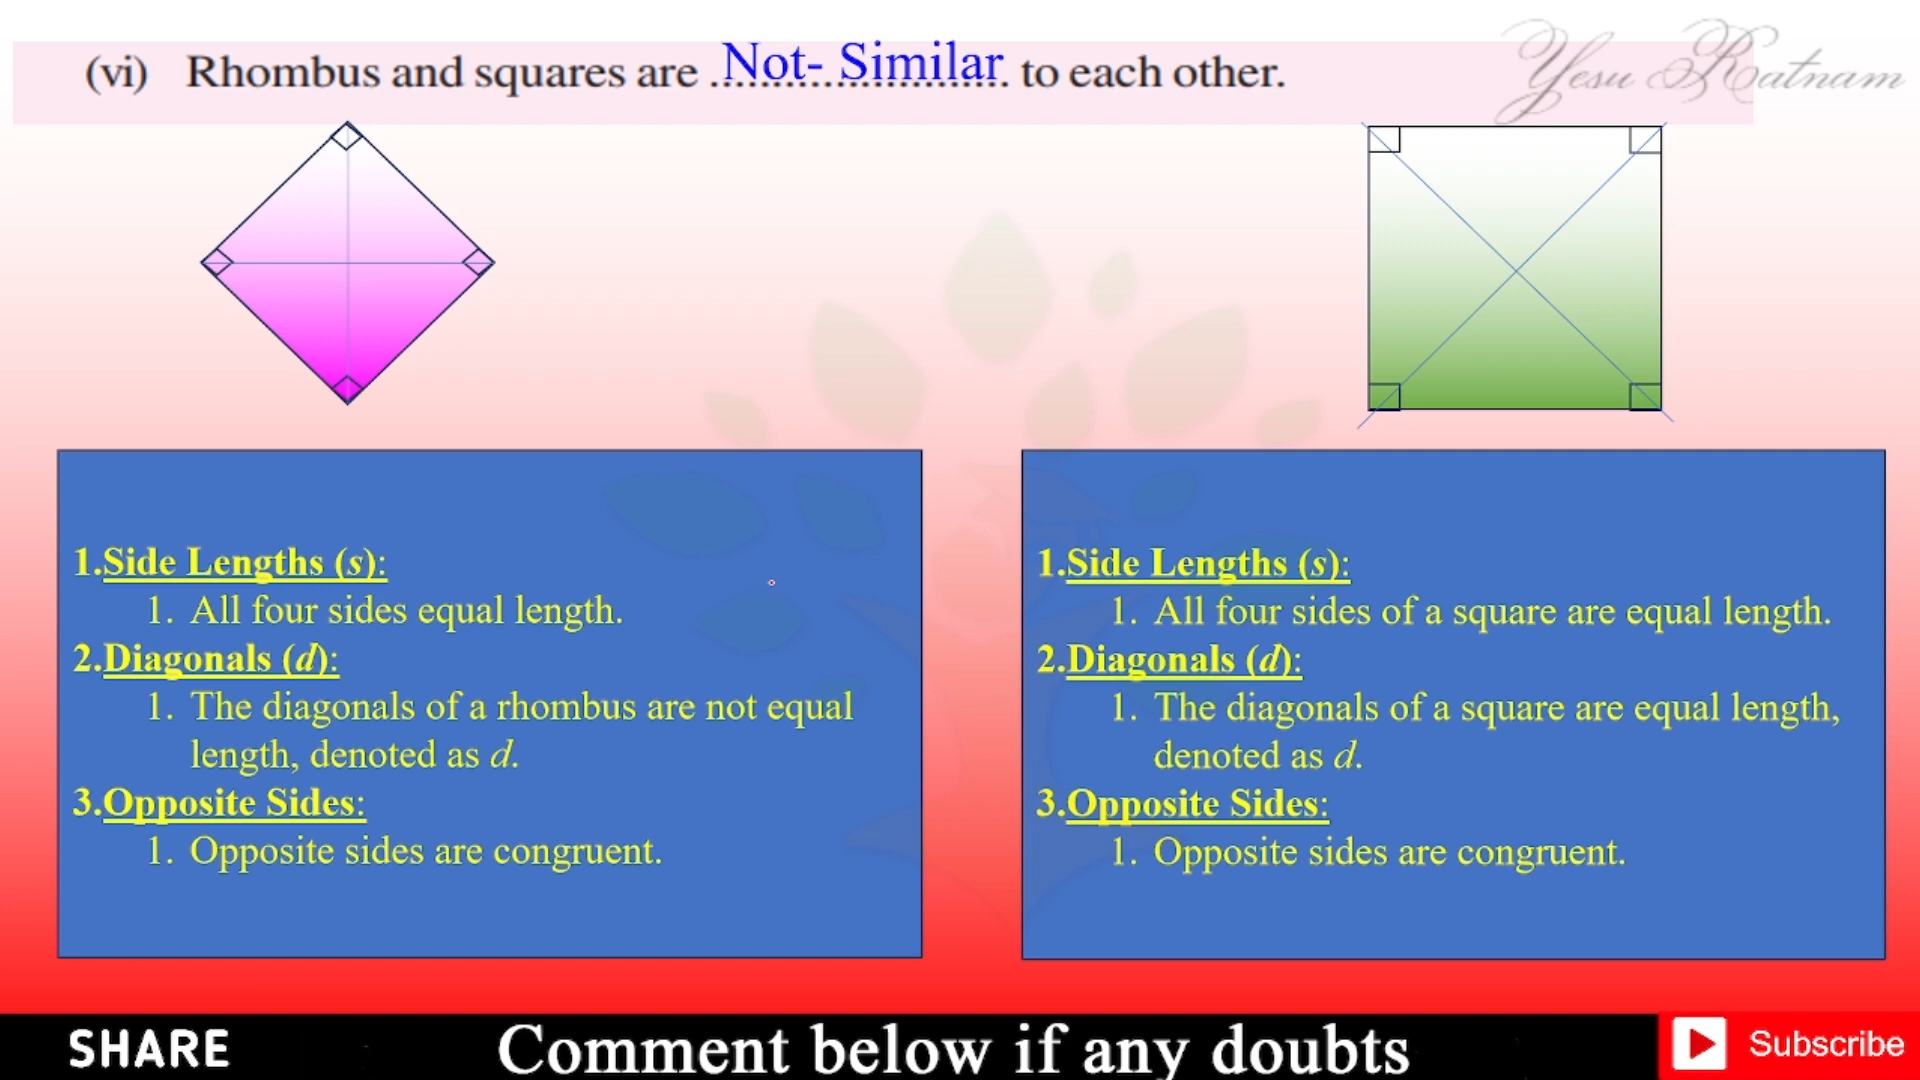 (vi) Rhombus and squares are ..Not- Similar.. to each other.
Yesu Ratnam
1.Side Lengths (s):
1. All four sides equal length.
2.Diagonals (d):
1. The diagonals of a rhombus are not equal
length, denoted as d.
3.Opposite Sides:
1. Opposite sides are congruent.
1.Side Lengths (s):
1. All four sides of a square are equal length.
2.Diagonals (d):
1. The diagonals of a square are equal length,
denoted as d.
3.Opposite Sides:
1. Opposite sides are congruent.
SHARE
Comment below if any doubts
Subscribe